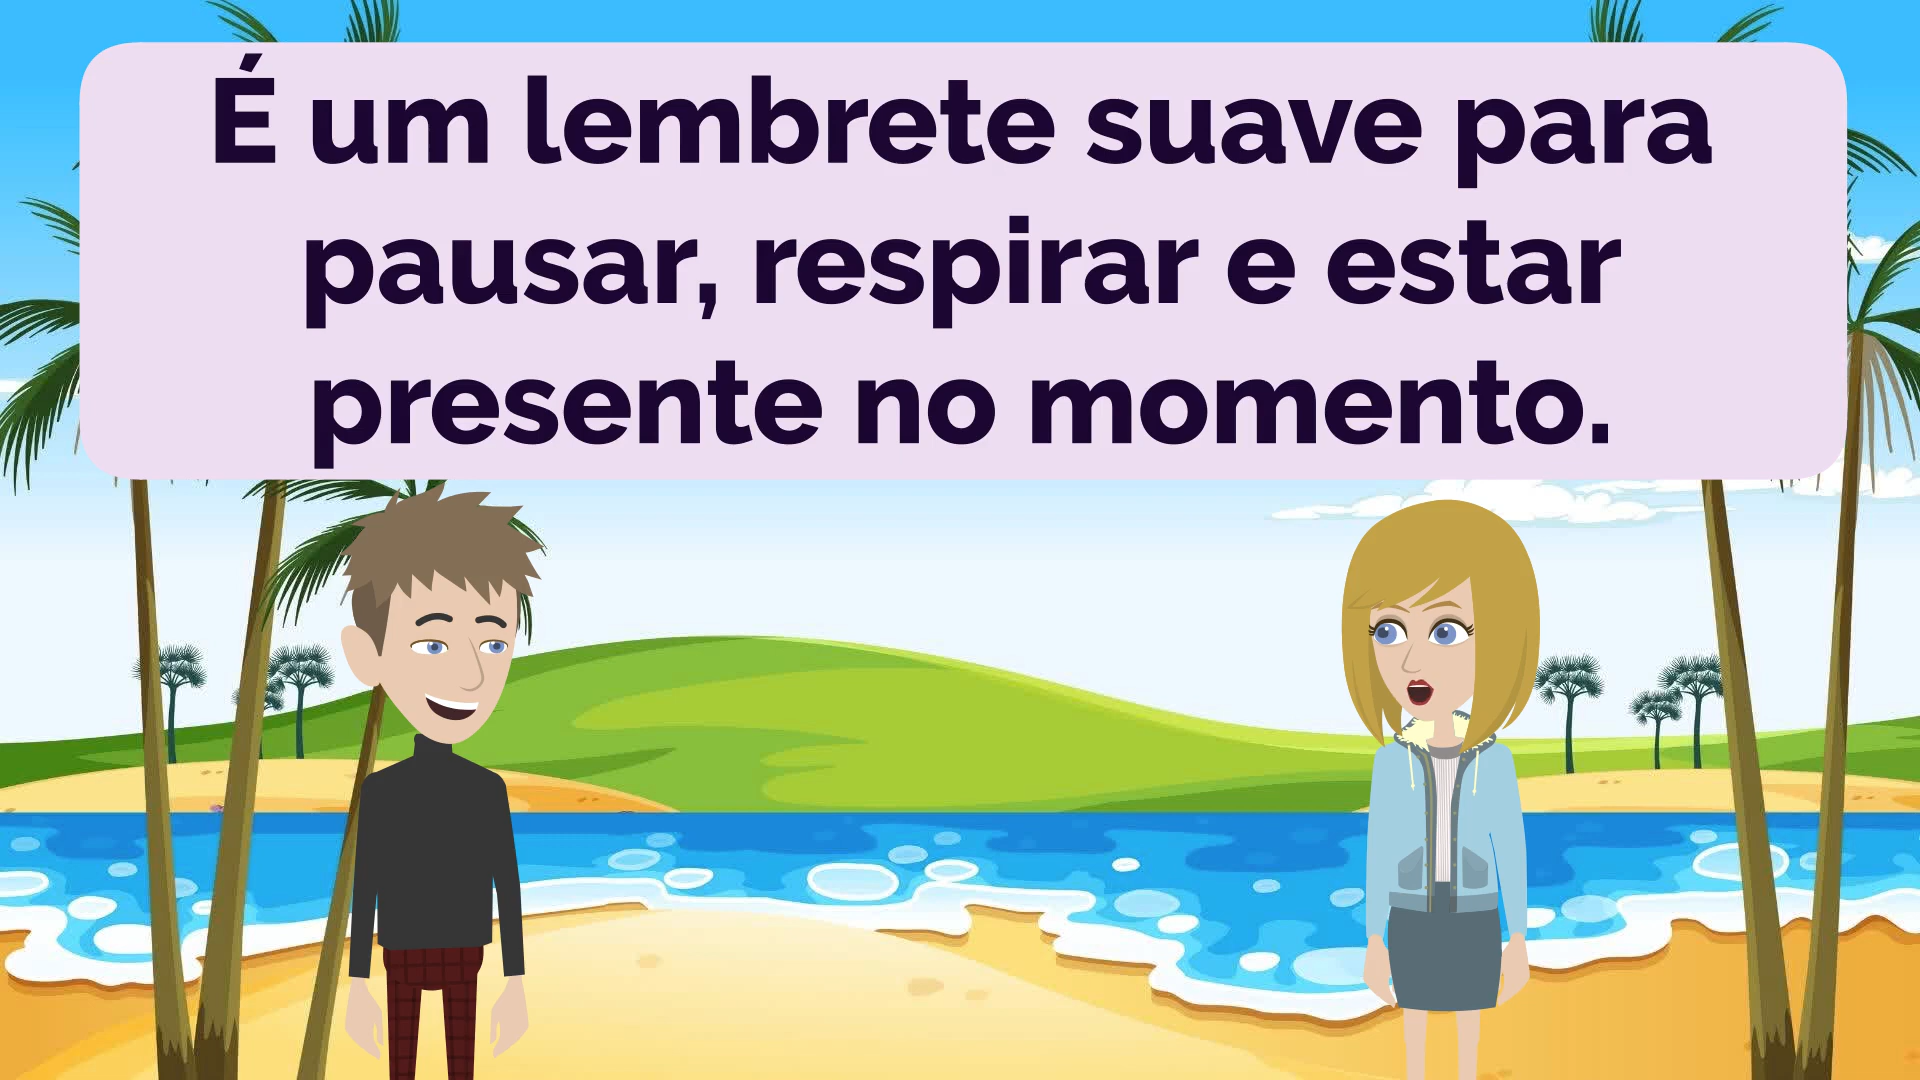 É um lembrete suave para
pausar, respirar e estar
presente no momento.